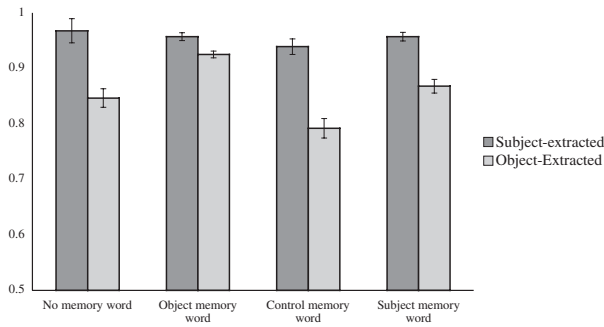 1
0.9
0.8
0.7
0.6
0.5
No memory word
Object memory
word
Control memory
word
Subject memory
word
Subject-extracted
Object-Extracted